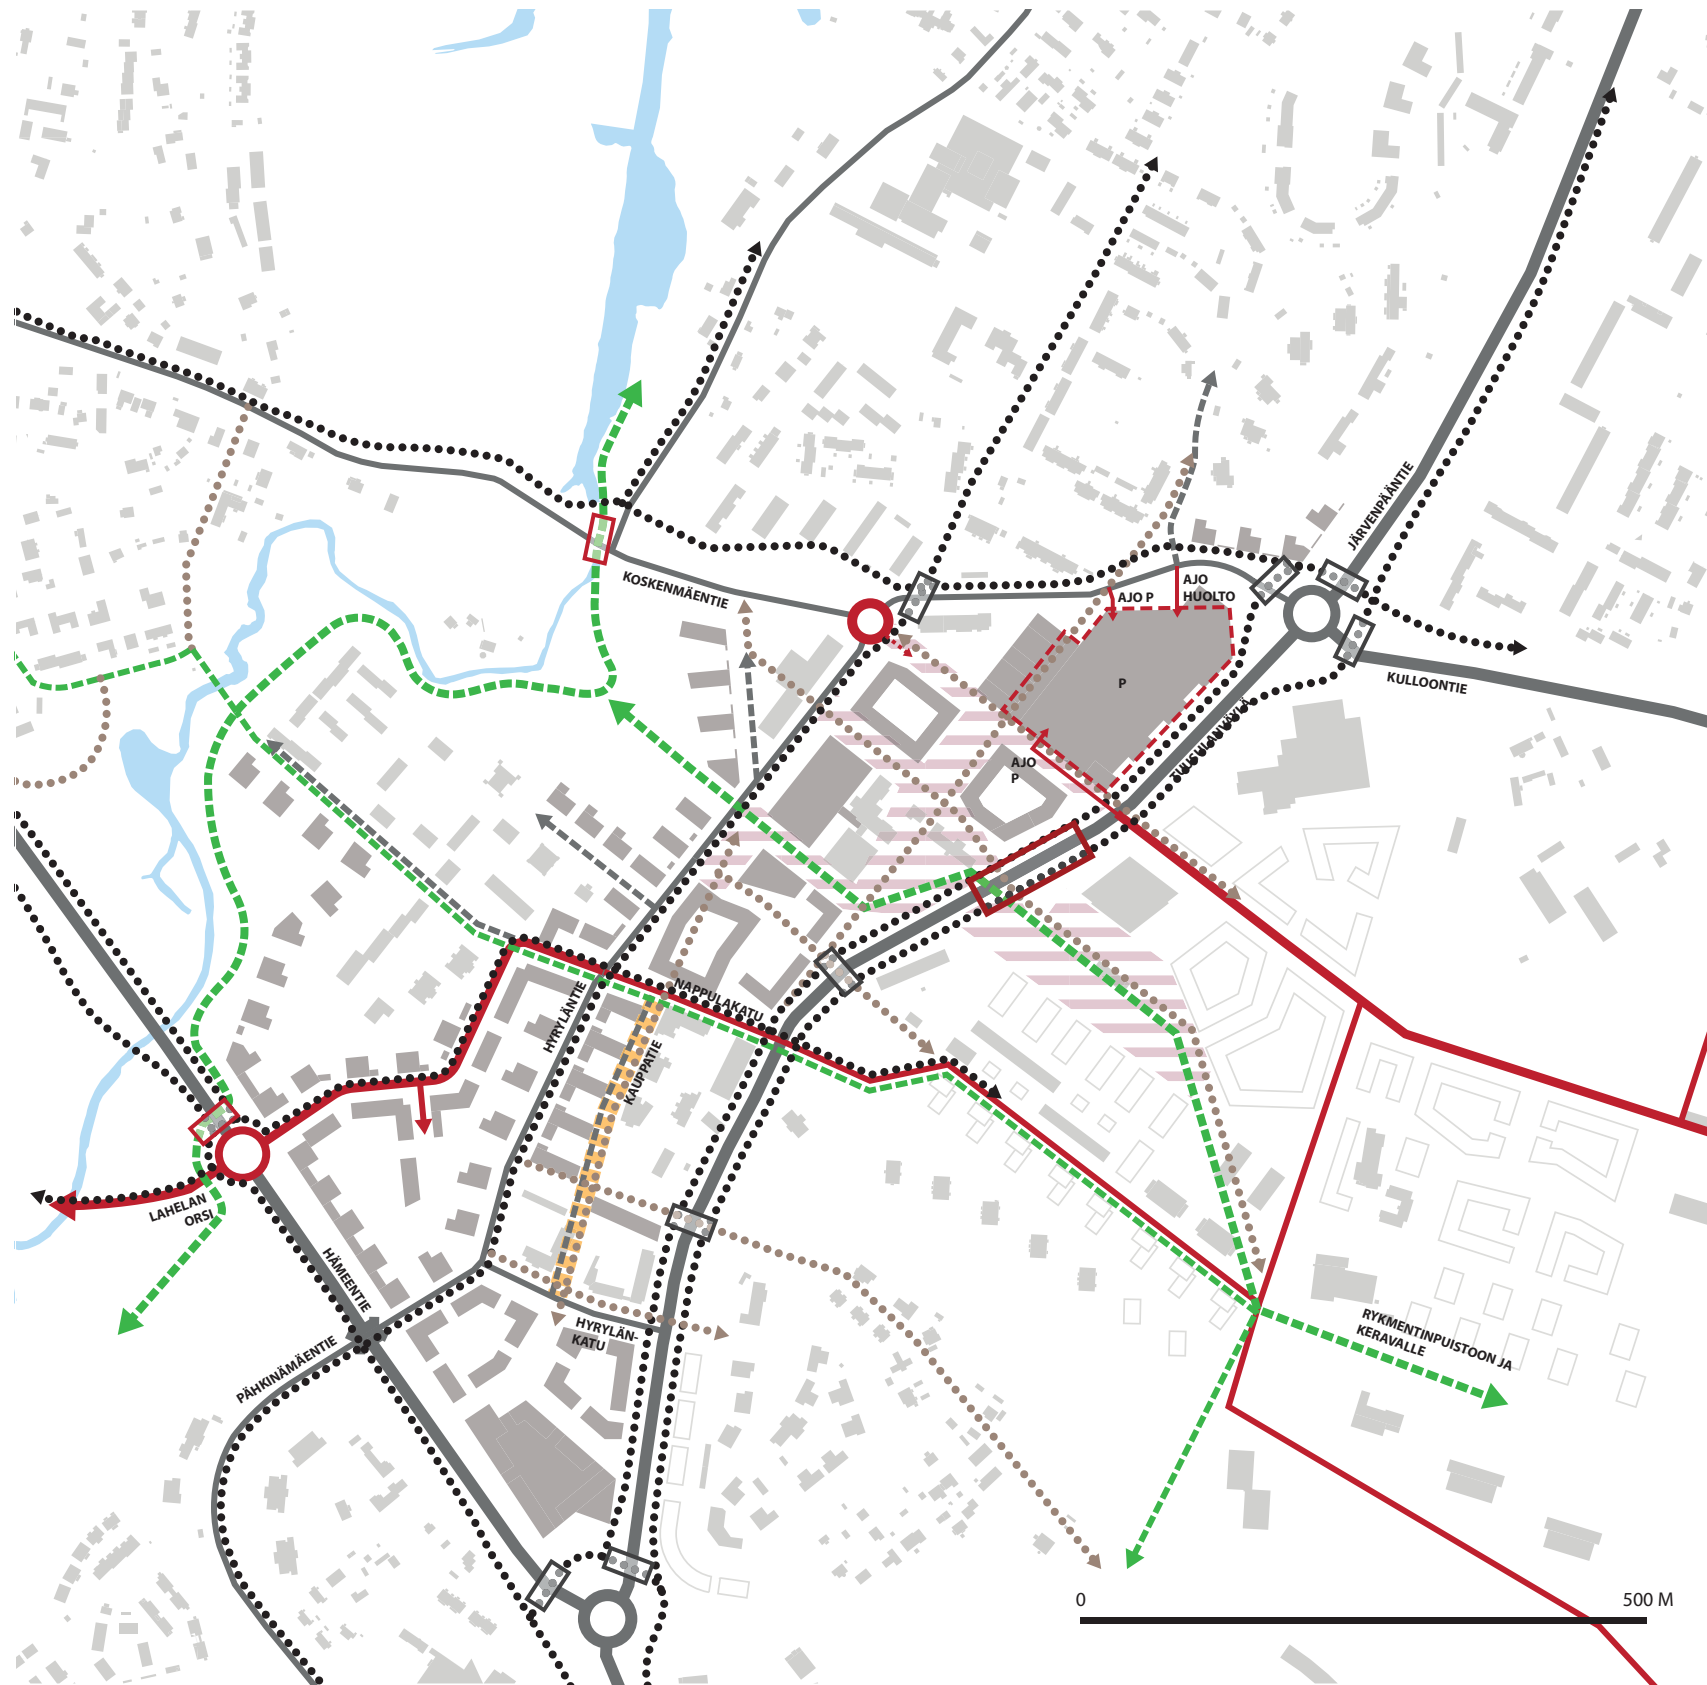 JÄRVENPÄÄNTIE
KOSKENMÄENTIE
AJO P
AJO
HUOLTO
P
KULLOONTIE
TUUSULANVÄYLÄ
AJO
P
NAPPULAKATU
HYRYLÄNTIE
KAUPPATIE
LAHELAN
ORSI
HÄMEENTIE
HYRYLÄN-
KATU
PÄHKINÄMÄENTIE
RYKMENTINPUISTOON JA
KERAVALLE
0
500 M